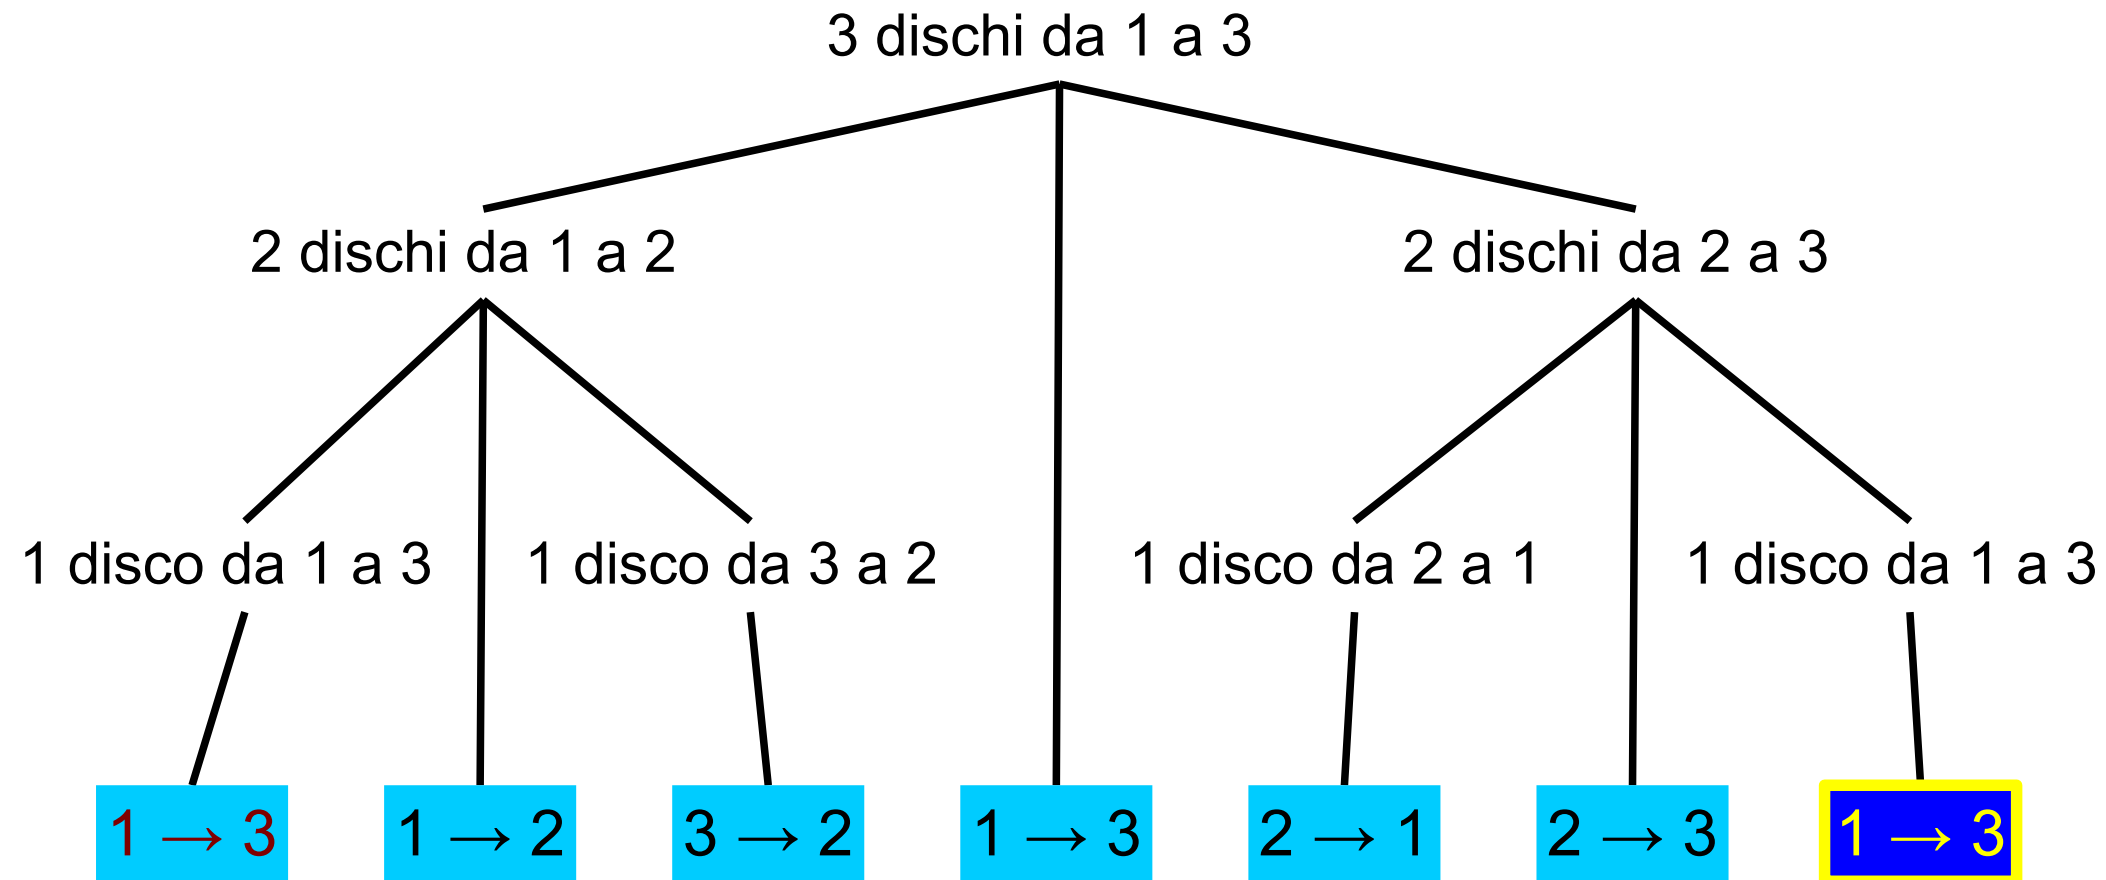 3 dischi da 1 a 3
2 dischi da 1 a 2
2 dischi da 2 a 3
1 disco da 1 a 3
1 disco da 3 a 2
1 disco da 2 a 1
1 disco da 1 a 3
1 → 3
1 → 2
3 → 2
1 → 3
2 → 1
2 → 3
1 → 3